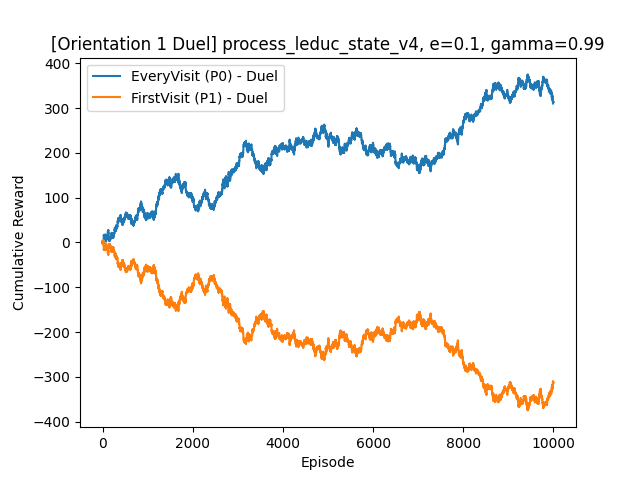 [Orientation 1 Duel] process_leduc_state_v4, e=0.1, gamma=0.99
EveryVisit (P0) - Duel
FirstVisit (P1) - Duel
400
300
200
100
0
−100
−200
−300
−400
Cumulative Reward
0 2000 4000 6000 8000 10000
Episode